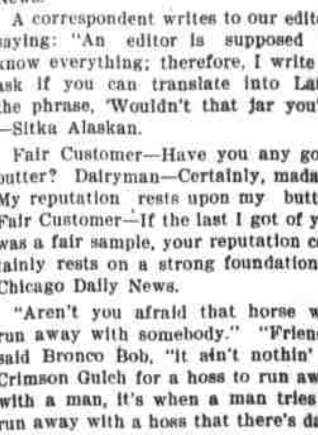 News.
A correspondent writes to our edit
saying: "An editor is supposed
know everything; therefore, I write
ask if you can translate into La
the phrase, 'Wouldn't that jar you
—Sitka Alaskan.
Fair Customer—Have you any go
butter? Dairyman—Certainly, mada
My reputation rests upon my butt
Fair Customer—If the last I got of y
was a fair sample, your reputation c
tainly rests on a strong foundation
Chicago Daily News.
"Aren't you afraid that horse w
run away with somebody." "Frien
said Bronco Bob, "it ain't nothin'
Crimson Gulch for a hoss to run aw
with a man, it's when a man tries
run away with a hoss that there's da